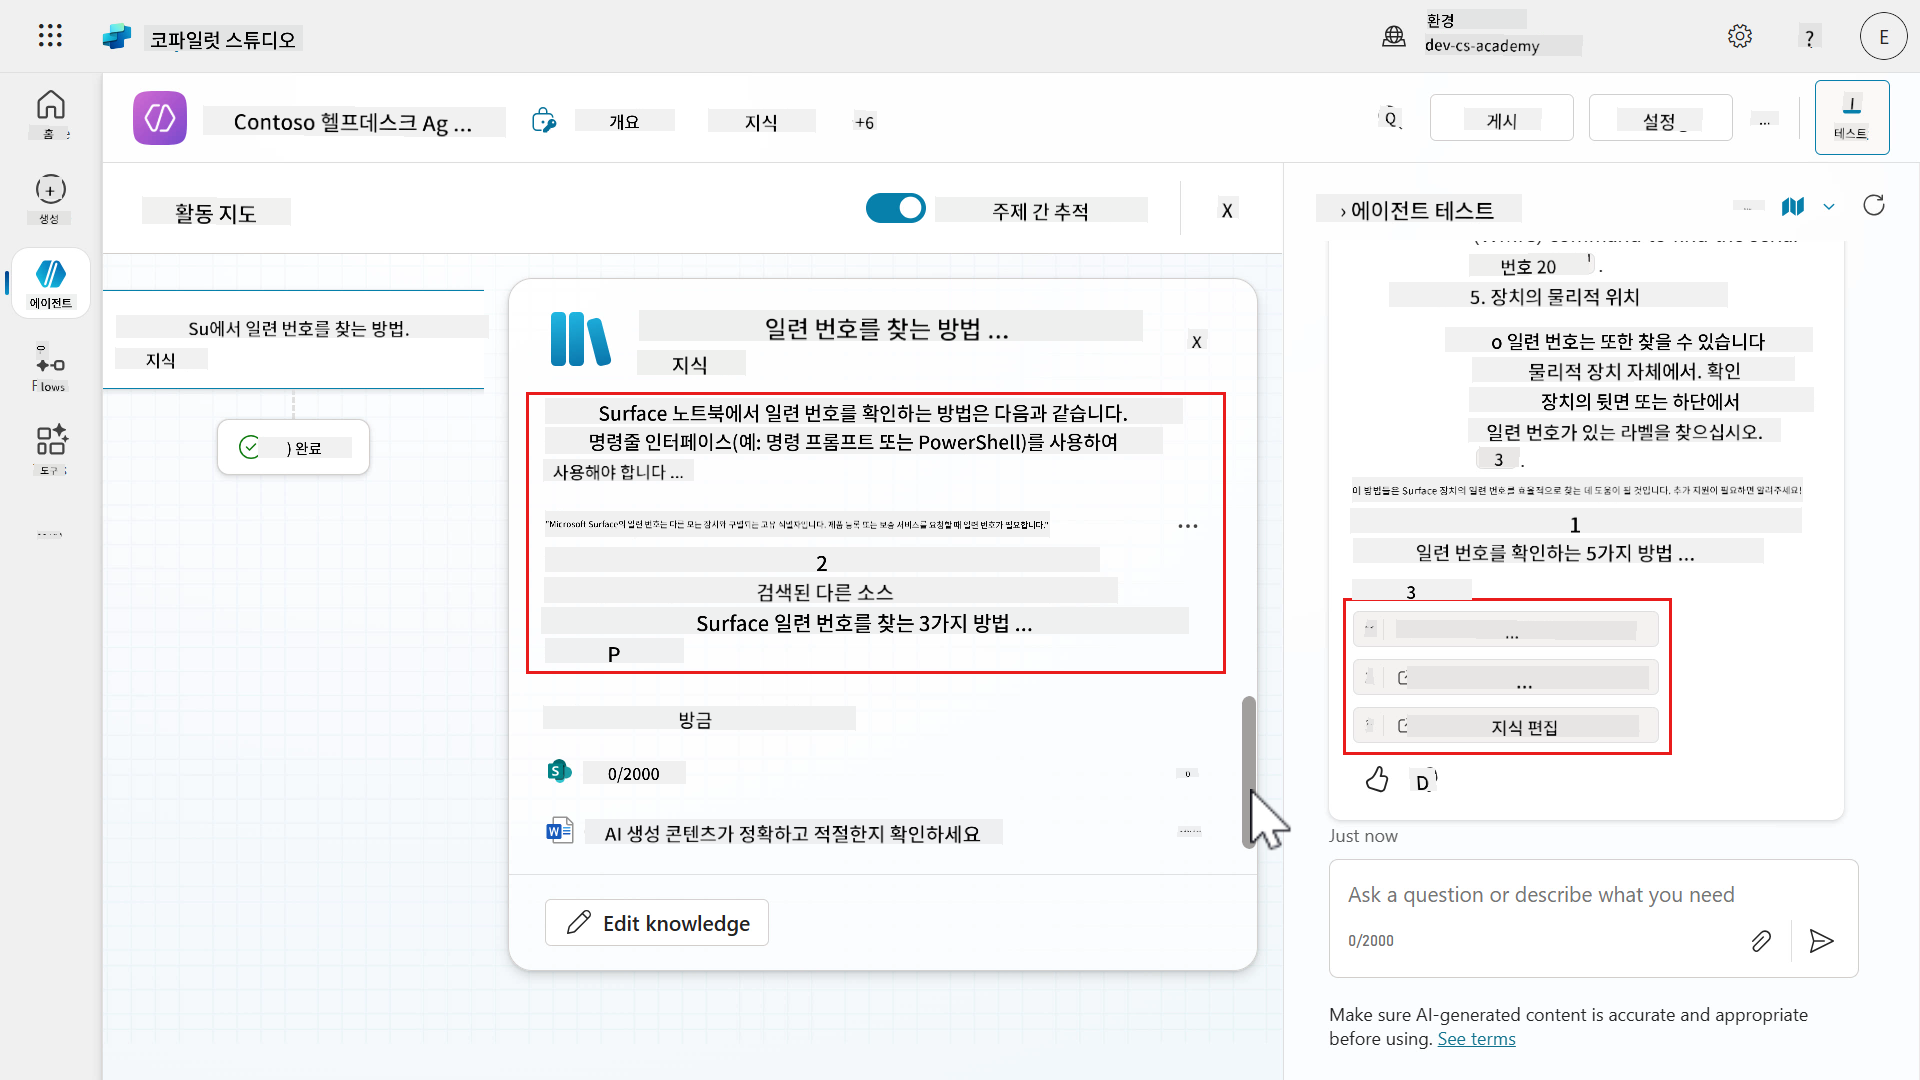 코파일럿 스튜디오
환경
dev-cs-academy
?
E
홈
생성
에이전트
Flows
도구
Contoso 헬프데스크 Ag ...
개요
지식
+6
게시
설정
...
테스트
활동 지도
주제 간 추적
X
Su에서 일련 번호를 찾는 방법.
지식
완료
일련 번호를 찾는 방법 ...
지식
X
Surface 노트북에서 일련 번호를 확인하는 방법은 다음과 같습니다.
명령줄 인터페이스(예: 명령 프롬프트 또는 PowerShell)를 사용하여
사용해야 합니다 ...
"Microsoft Surface의 일련 번호는 다른 모든 장치와 구별되는 고유 식별자입니다. 제품 등록 또는 보증 서비스를 요청할 때 일련 번호가 필요합니다."
2
검색된 다른 소스
Surface 일련 번호를 찾는 3가지 방법 ...
P
방금
0/2000
AI 생성 콘텐츠가 정확하고 적절한지 확인하세요
Edit knowledge
› 에이전트 테스트
번호 20
5. 장치의 물리적 위치
o 일련 번호는 또한 찾을 수 있습니다
물리적 장치 자체에서. 확인
장치의 뒷면 또는 하단에서
일련 번호가 있는 라벨을 찾으십시오.
3 .
이 방법들은 Surface 장치의 일련 번호를 효율적으로 찾는 데 도움이 될 것입니다. 추가 지원이 필요하면 알려주세요!
1
일련 번호를 확인하는 5가지 방법 ...
3
...
...
지식 편집
D
Just now
Ask a question or describe what you need
0/2000
Make sure AI-generated content is accurate and appropriate
before using. See terms